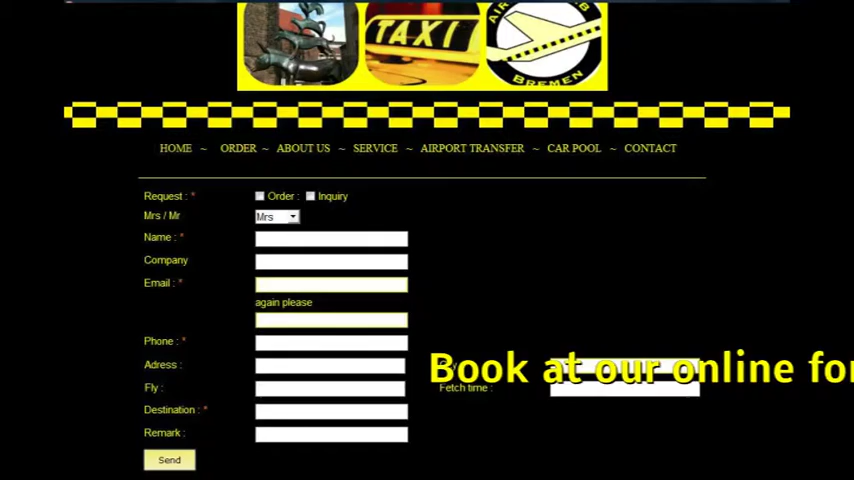 TAXI
BREMEN
HOME ~ ORDER ~ ABOUT US ~ SERVICE ~ AIRPORT TRANSFER ~ CAR POOL ~ CONTACT
Request : * Order : Inquiry
Mrs / Mr Mrs
Name : *
Company
Email : *
again please
Phone : *
Adress :
Book at our online for
Fly : Fetch time :
Destination : *
Remark :
Send